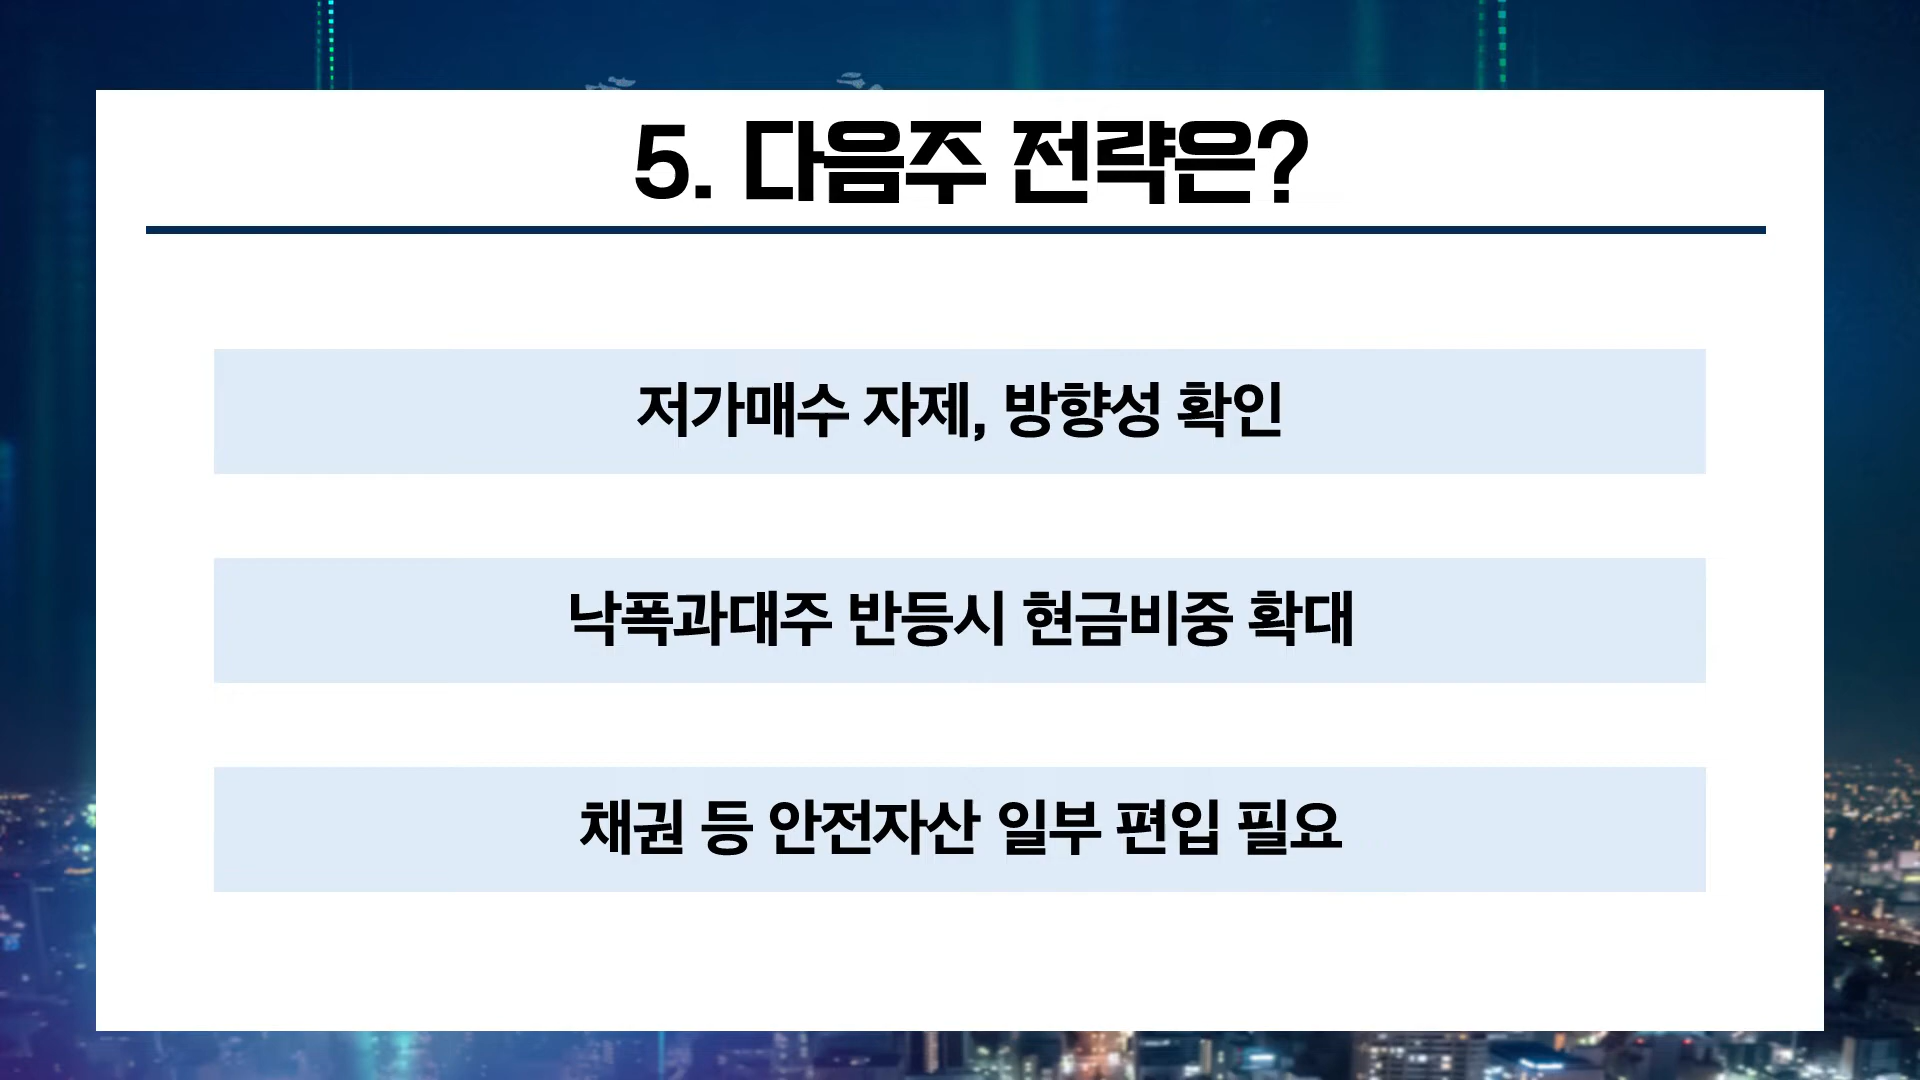 5. 다음주 전략은?
저가매수 자제, 방향성 확인
낙폭과대주 반등시 현금비중 확대
채권 등 안전자산 일부 편입 필요